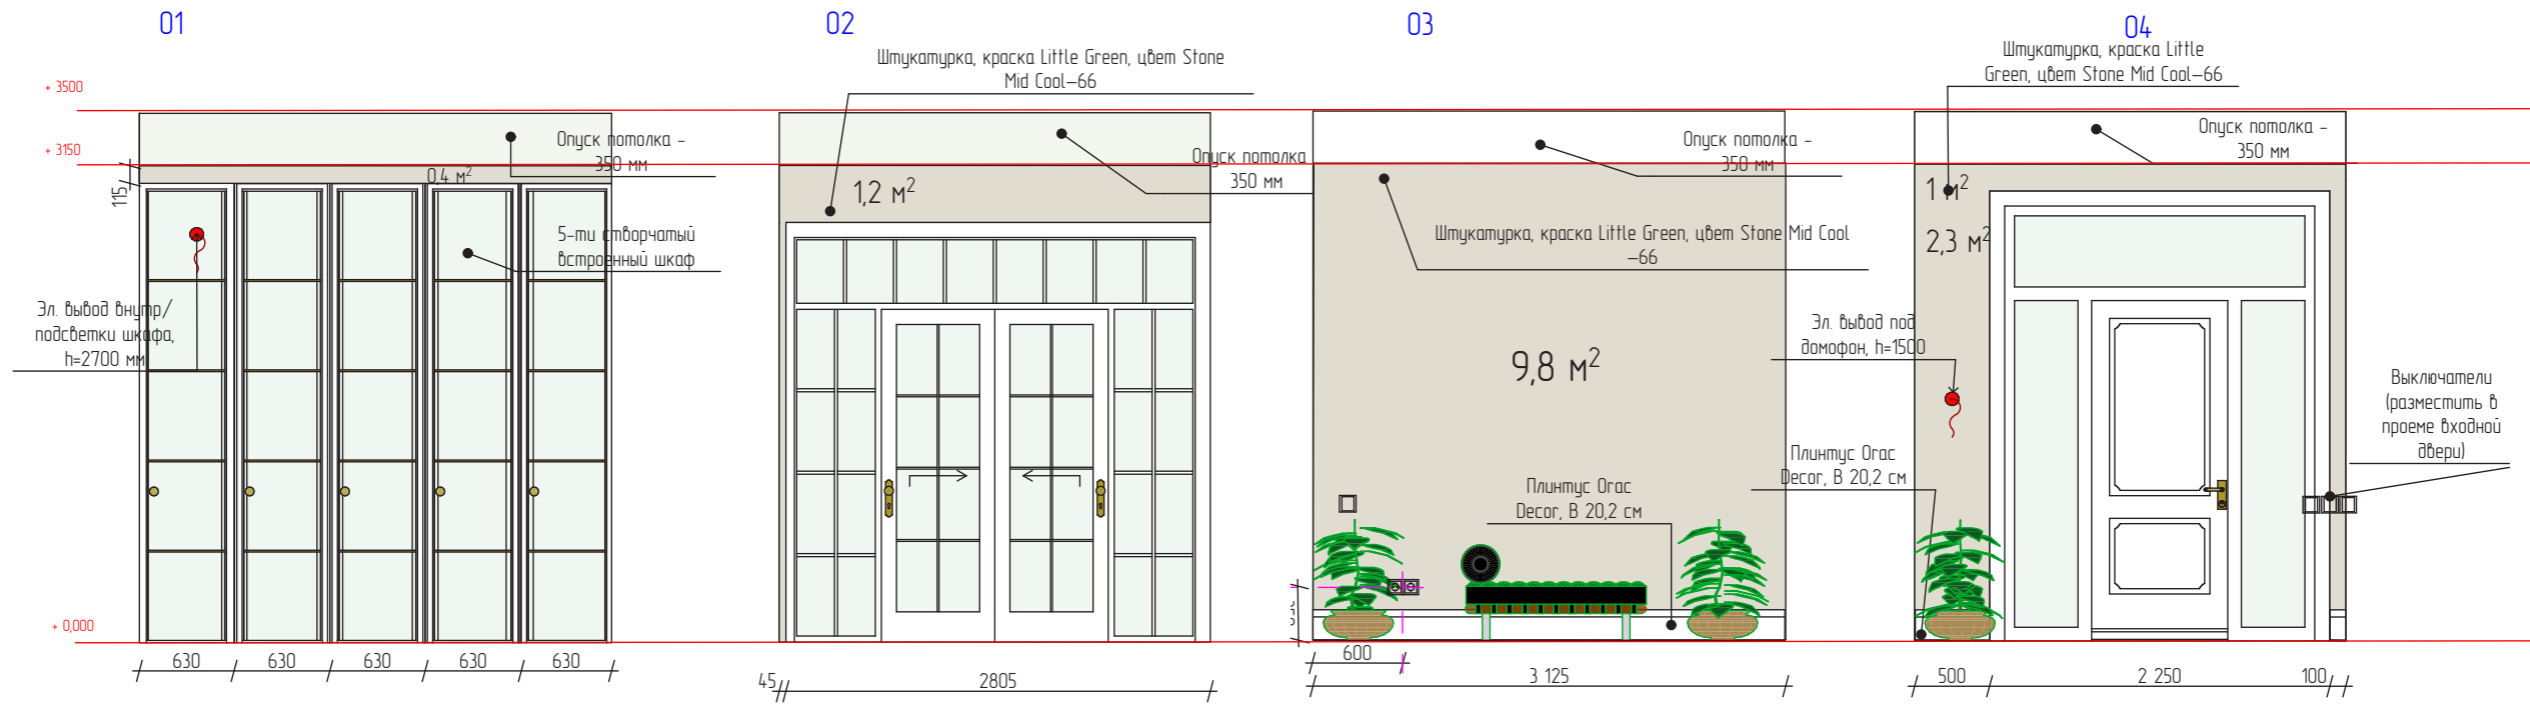 01
02
03
04
Штукатурка, краска Little Green, цвет Stone
Mid Cool-66
Штукатурка, краска Little
Green, цвет Stone Mid Cool-66
+ 3500
+ 3150
115
Опуск потолка -
350 мм
0,4 м²
5-ти створчатый
встроенный шкаф
Эл. вывод внутр/
подсветки шкафа,
h=2700 мм
+ 0,000
630
630
630
630
630
1,2 м²
Опуск потолка
350 мм
45
2805
Опуск потолка -
350 мм
Штукатурка, краска Little Green, цвет Stone Mid Cool
-66
9,8 м²
Плинтус Orac
Decor, В 20,2 см
600
3 125
Опуск потолка -
350 мм
1 м²
2,3 м²
Эл. вывод под
домофон, h=1500
Плинтус Orac
Decor, В 20,2 см
Выключатели
(разместить в
проеме входной
двери)
500
2 250
100